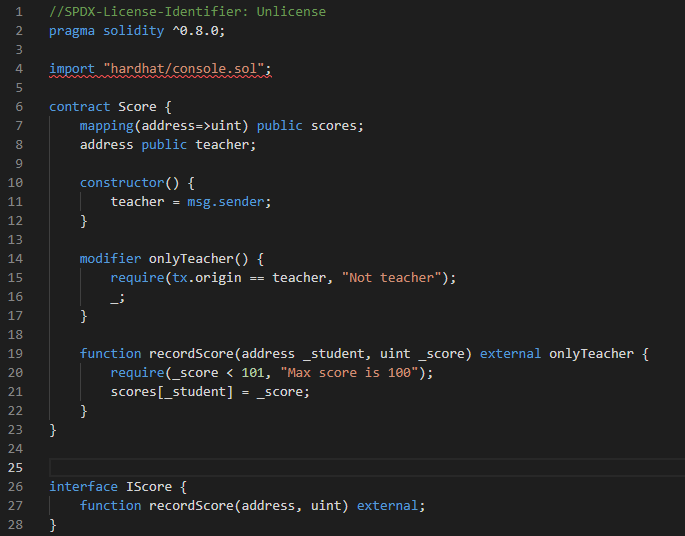 1 //SPDX-License-Identifier: Unlicense
2 pragma solidity ^0.8.0;
3
4 import "hardhat/console.sol";
5
6 contract Score {
7     mapping(address=>uint) public scores;
8     address public teacher;
9
10     constructor() {
11         teacher = msg.sender;
12     }
13
14     modifier onlyTeacher() {
15         require(tx.origin == teacher, "Not teacher");
16         _;
17     }
18
19     function recordScore(address _student, uint _score) external onlyTeacher {
20         require(_score < 101, "Max score is 100");
21         scores[_student] = _score;
22     }
23 }
24
25
26 interface IScore {
27     function recordScore(address, uint) external;
28 }